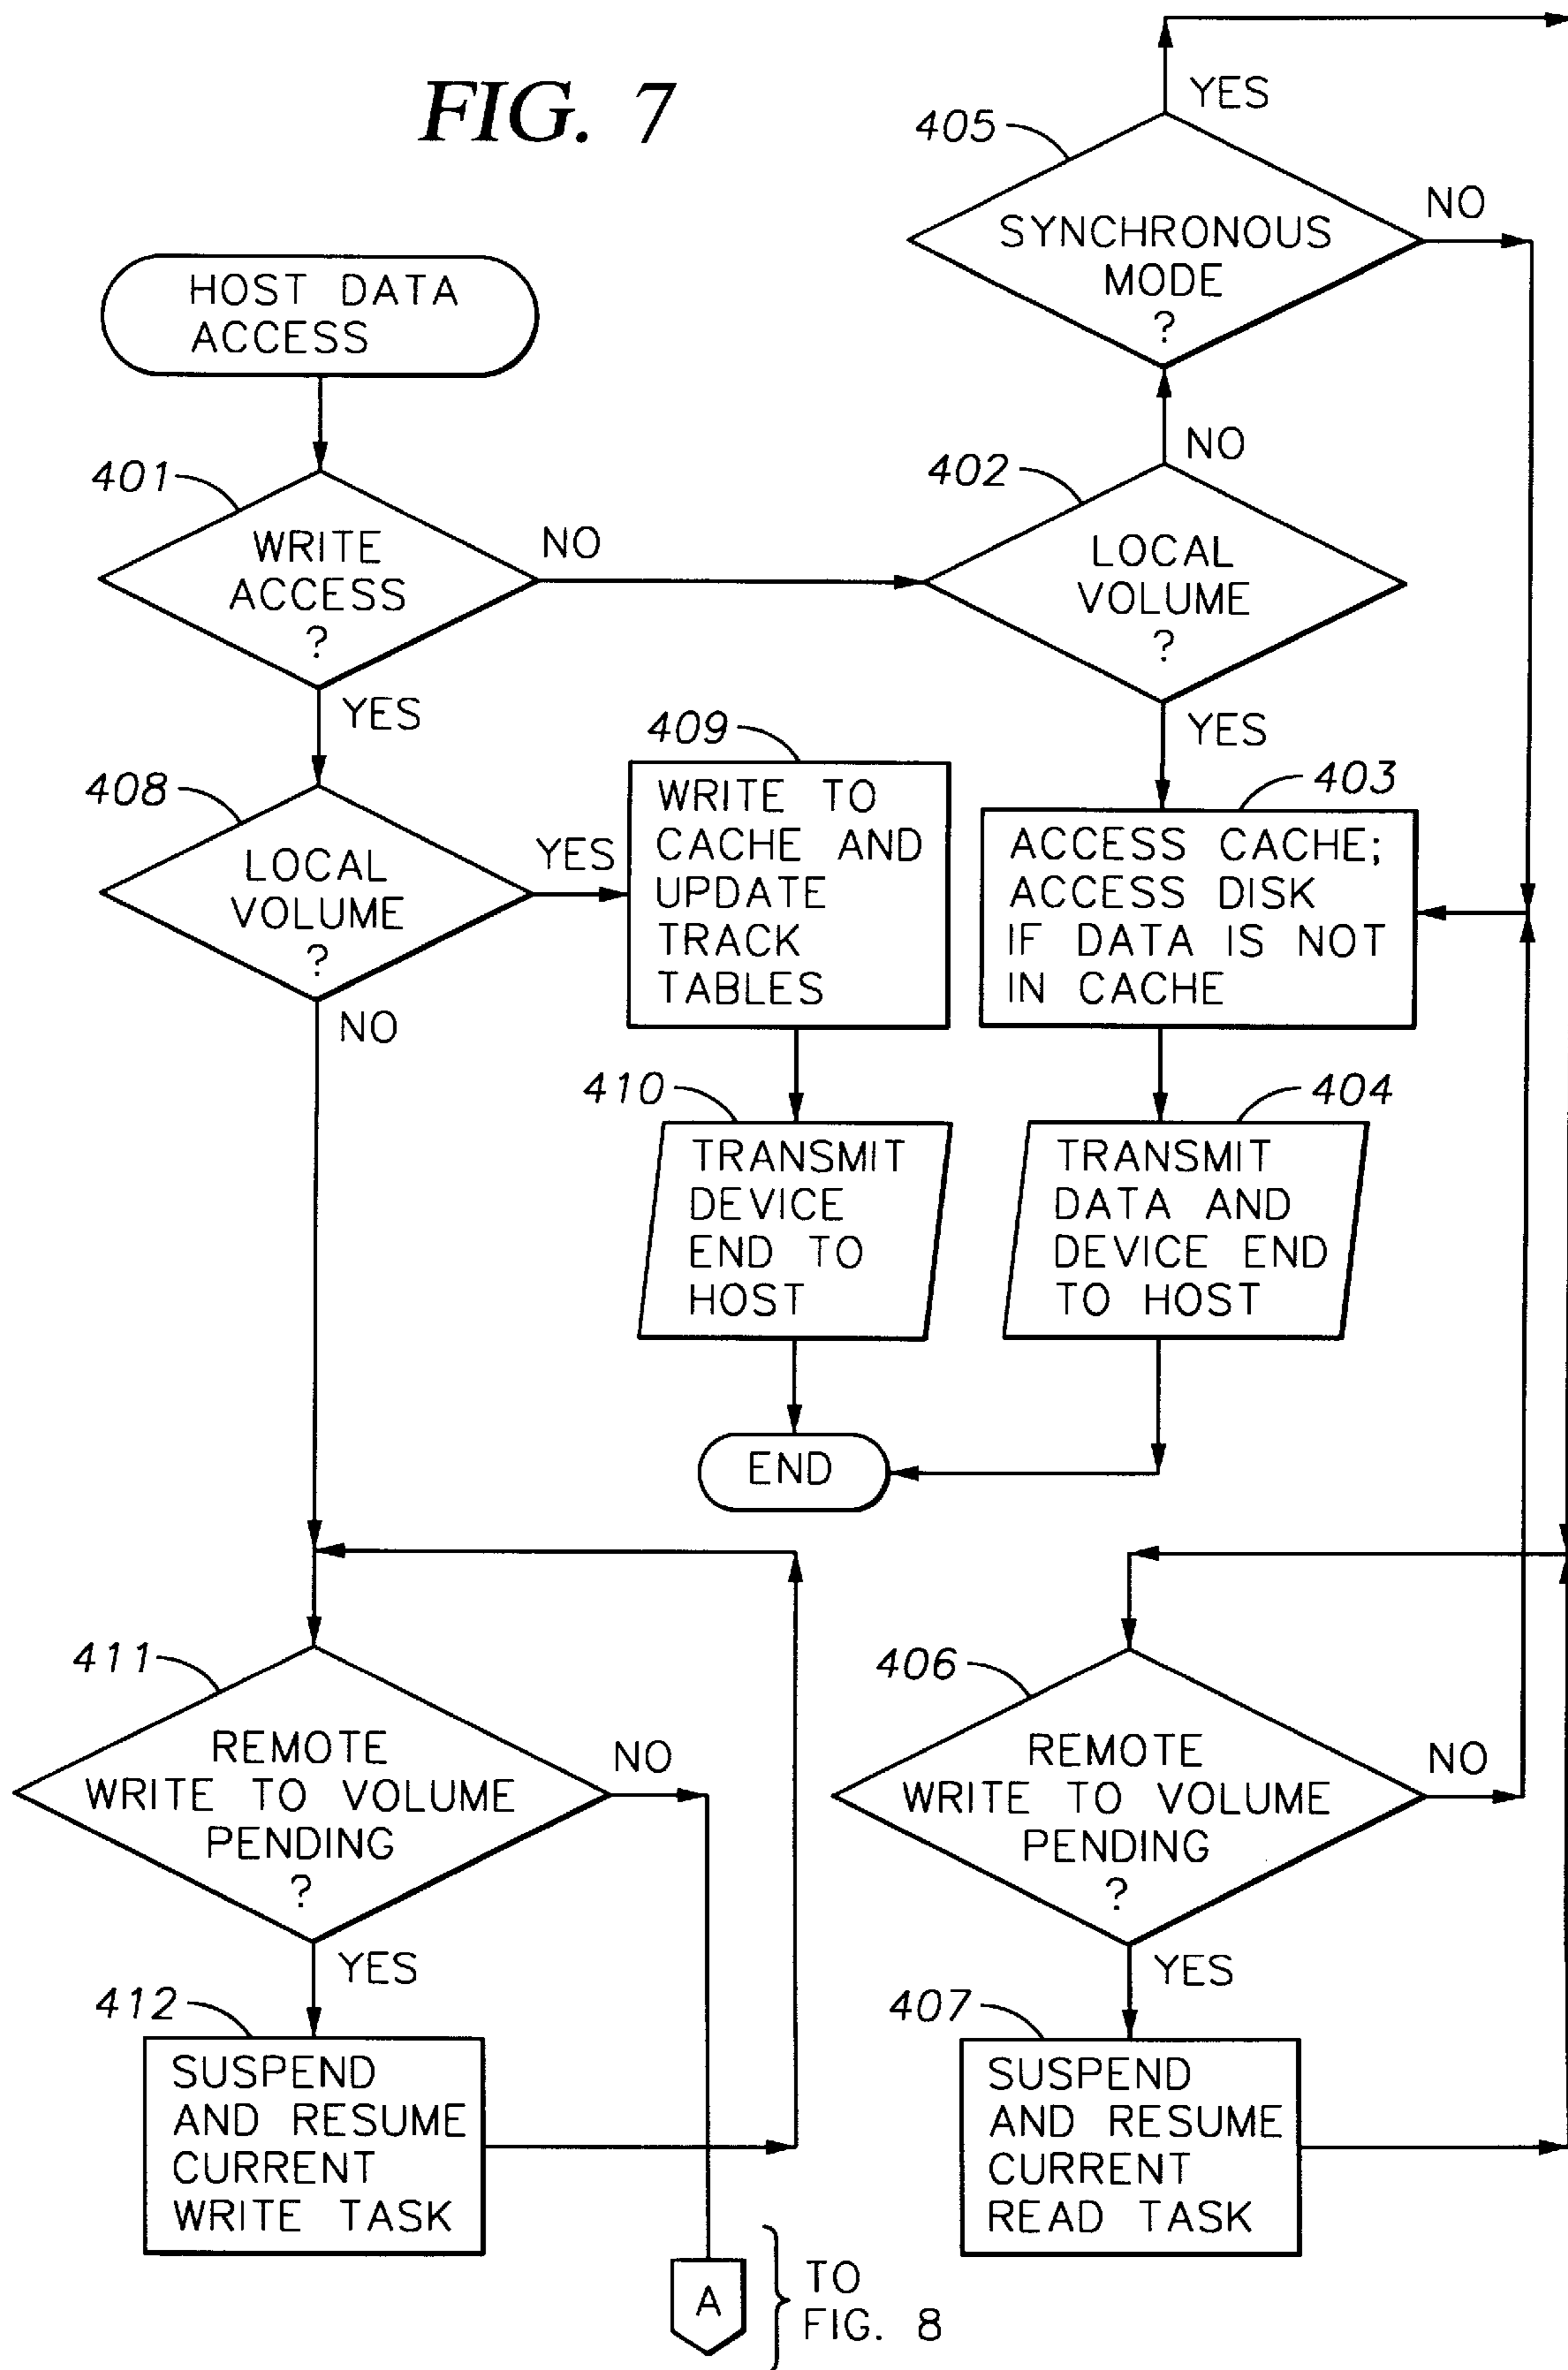 FIG. 7
HOST DATA
ACCESS
401
WRITE
ACCESS
?
NO
YES
405
SYNCHRONOUS
MODE
?
YES
NO
402
LOCAL
VOLUME
?
NO
YES
408
LOCAL
VOLUME
?
YES
NO
409
WRITE TO
CACHE AND
UPDATE
TRACK
TABLES
403
ACCESS CACHE;
ACCESS DISK
IF DATA IS NOT
IN CACHE
410
TRANSMIT
DEVICE
END TO
HOST
404
TRANSMIT
DATA AND
DEVICE END
TO HOST
END
411
REMOTE
WRITE TO VOLUME
PENDING
?
NO
YES
406
REMOTE
WRITE TO VOLUME
PENDING
?
NO
YES
412
SUSPEND
AND RESUME
CURRENT
WRITE TASK
407
SUSPEND
AND RESUME
CURRENT
READ TASK
A
TO
FIG. 8